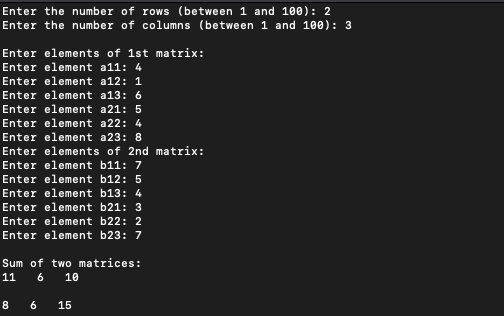 Enter the number of rows (between 1 and 100): 2
Enter the number of columns (between 1 and 100): 3
Enter elements of 1st matrix:
Enter element a11: 4
Enter element a12: 1
Enter element a13: 6
Enter element a21: 5
Enter element a22: 4
Enter element a23: 8
Enter elements of 2nd matrix:
Enter element b11: 7
Enter element b12: 5
Enter element b13: 4
Enter element b21: 3
Enter element b22: 2
Enter element b23: 7
Sum of two matrices:
11   6   10
8   6   15